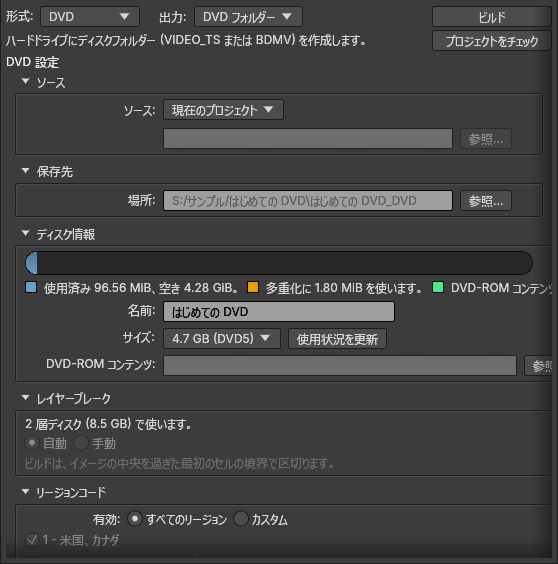 形式: DVD 出力: DVD フォルダー ビルド
ハードドライブにディスクフォルダー (VIDEO_TS または BDMV) を作成します。 プロジェクトをチェック
DVD 設定
ソース
ソース: 現在のプロジェクト
参照...
保存先
場所: S:/サンプル/はじめての DVD\はじめての DVD_DVD 参照...
ディスク情報
使用済み 96.56 MiB、空き 4.28 GiB。 多重化に 1.80 MiB を使います。 DVD-ROM コンテンツ
名前: はじめての DVD
サイズ: 4.7 GB (DVD5) 使用状況を更新
DVD-ROM コンテンツ: 参照
レイヤーブレーク
2 層ディスク (8.5 GB) で使います。
自動 手動
ビルドは、イメージの中央を過ぎた最初のセルの境界で区切ります。
リージョンコード
有効: すべてのリージョン カスタム
1 - 米国、カナダ